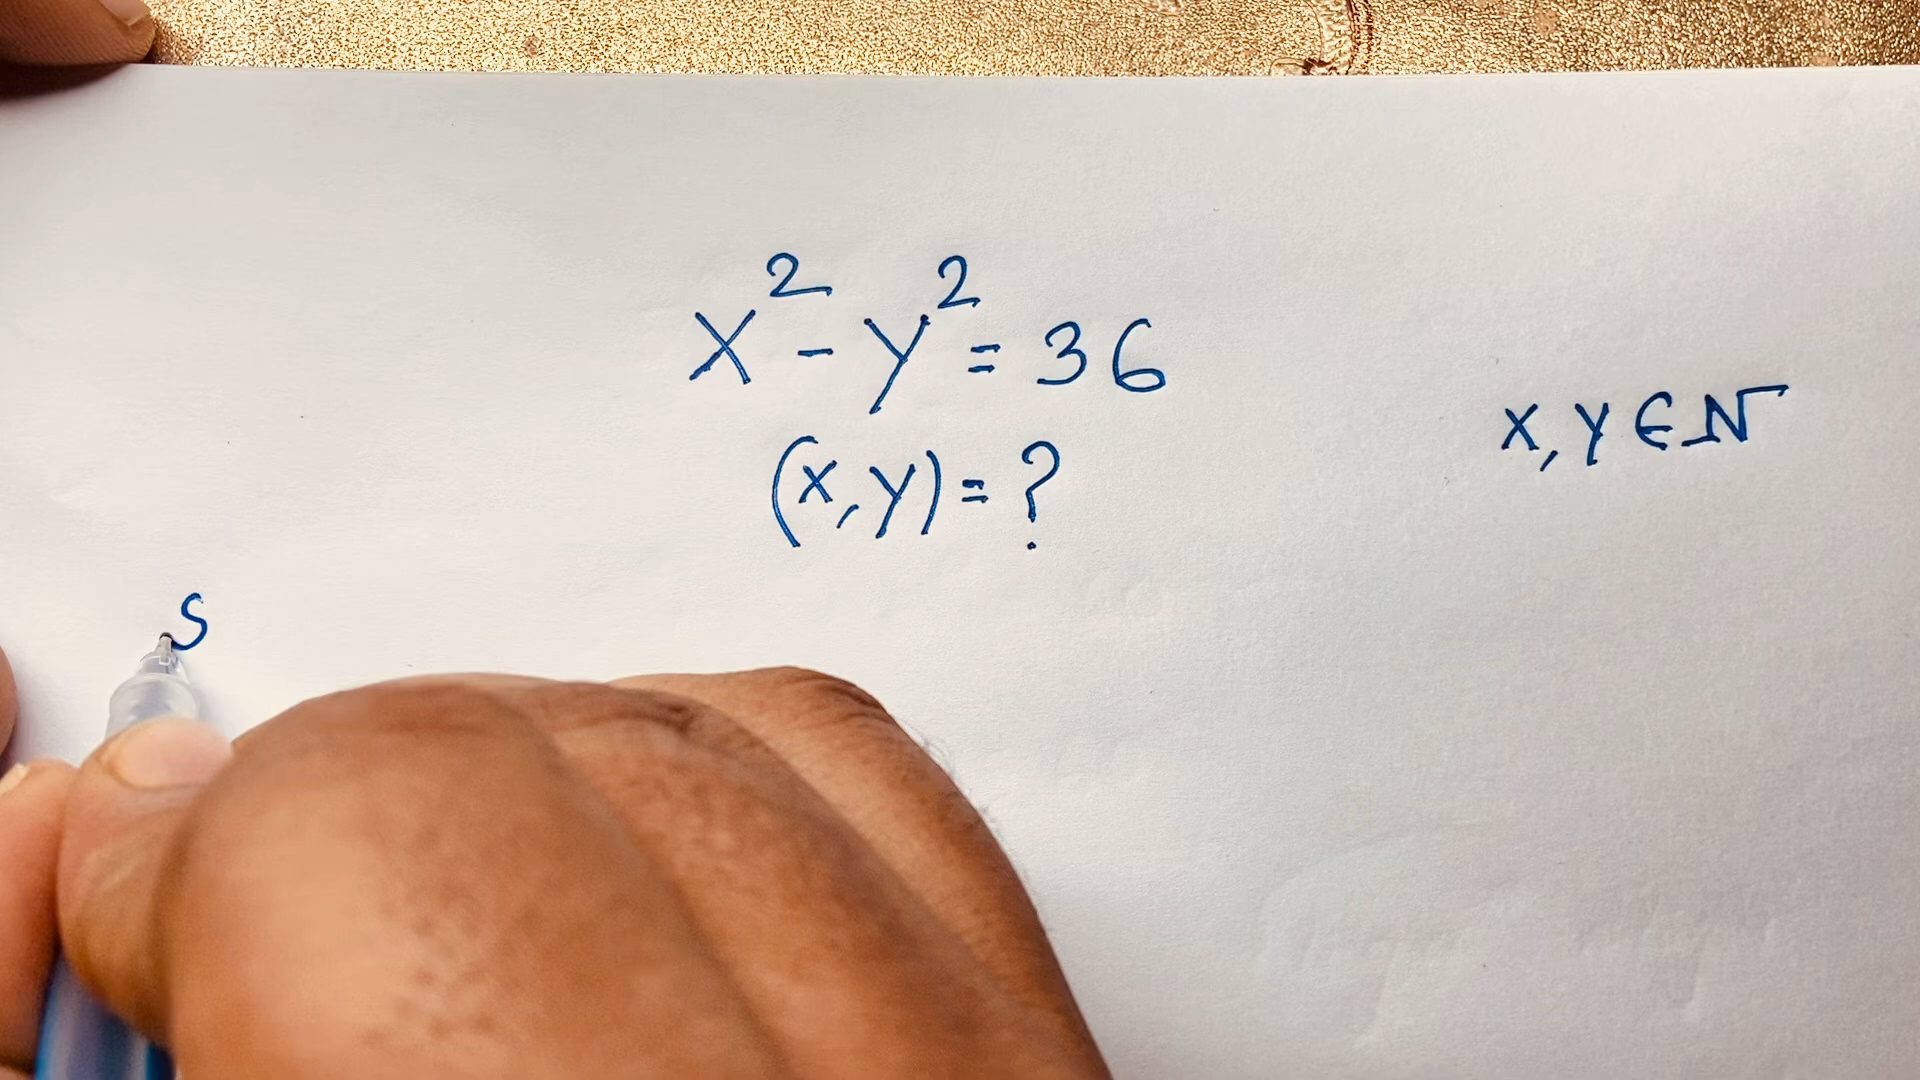 x² - y² = 36
x, y ∈ N
(x, y) = ?
S